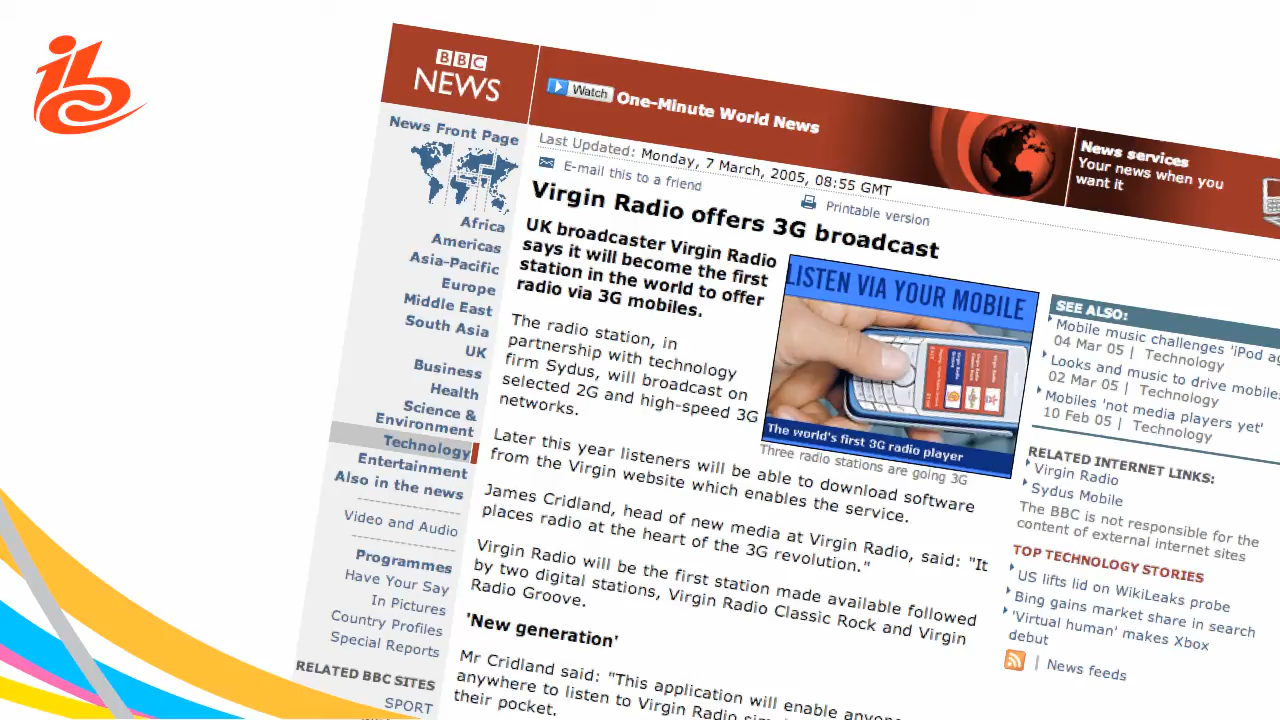 ibc
BBC
NEWS
Watch One-Minute World News
News services
Your news when you
want it
News Front Page
Africa
Americas
Asia-Pacific
Europe
Middle East
South Asia
UK
Business
Health
Science &
Environment
Technology
Entertainment
Also in the news
Video and Audio
Programmes
Have Your Say
In Pictures
Country Profiles
Special Reports
RELATED BBC SITES
SPORT
Last Updated: Monday, 7 March, 2005, 08:55 GMT
E-mail this to a friend
Printable version
Virgin Radio offers 3G broadcast
UK broadcaster Virgin Radio
says it will become the first
station in the world to offer
radio via 3G mobiles.
LISTEN VIA YOUR MOBILE
The world's first 3G radio player
Three radio stations are going 3G
The radio station, in
partnership with technology
firm Sydus, will broadcast on
selected 2G and high-speed 3G
networks.
Later this year listeners will be able to download software
from the Virgin website which enables the service.
James Cridland, head of new media at Virgin Radio, said: "It
places radio at the heart of the 3G revolution."
Virgin Radio will be the first station made available followed
by two digital stations, Virgin Radio Classic Rock and Virgin
Radio Groove.
'New generation'
Mr Cridland said: "This application will enable
anywhere to listen to Virgin Radio
their pocket.
SEE ALSO:
Mobile music challenges 'iPod
04 Mar 05 | Technology
Looks and music to drive mobiles
02 Mar 05 | Technology
Mobiles 'not media players yet'
10 Feb 05 | Technology
RELATED INTERNET LINKS:
Virgin Radio
Sydus Mobile
The BBC is not responsible for the
content of external internet sites
TOP TECHNOLOGY STORIES
US lifts lid on WikiLeaks probe
Bing gains market share in search
'Virtual human' makes Xbox
debut
| News feeds